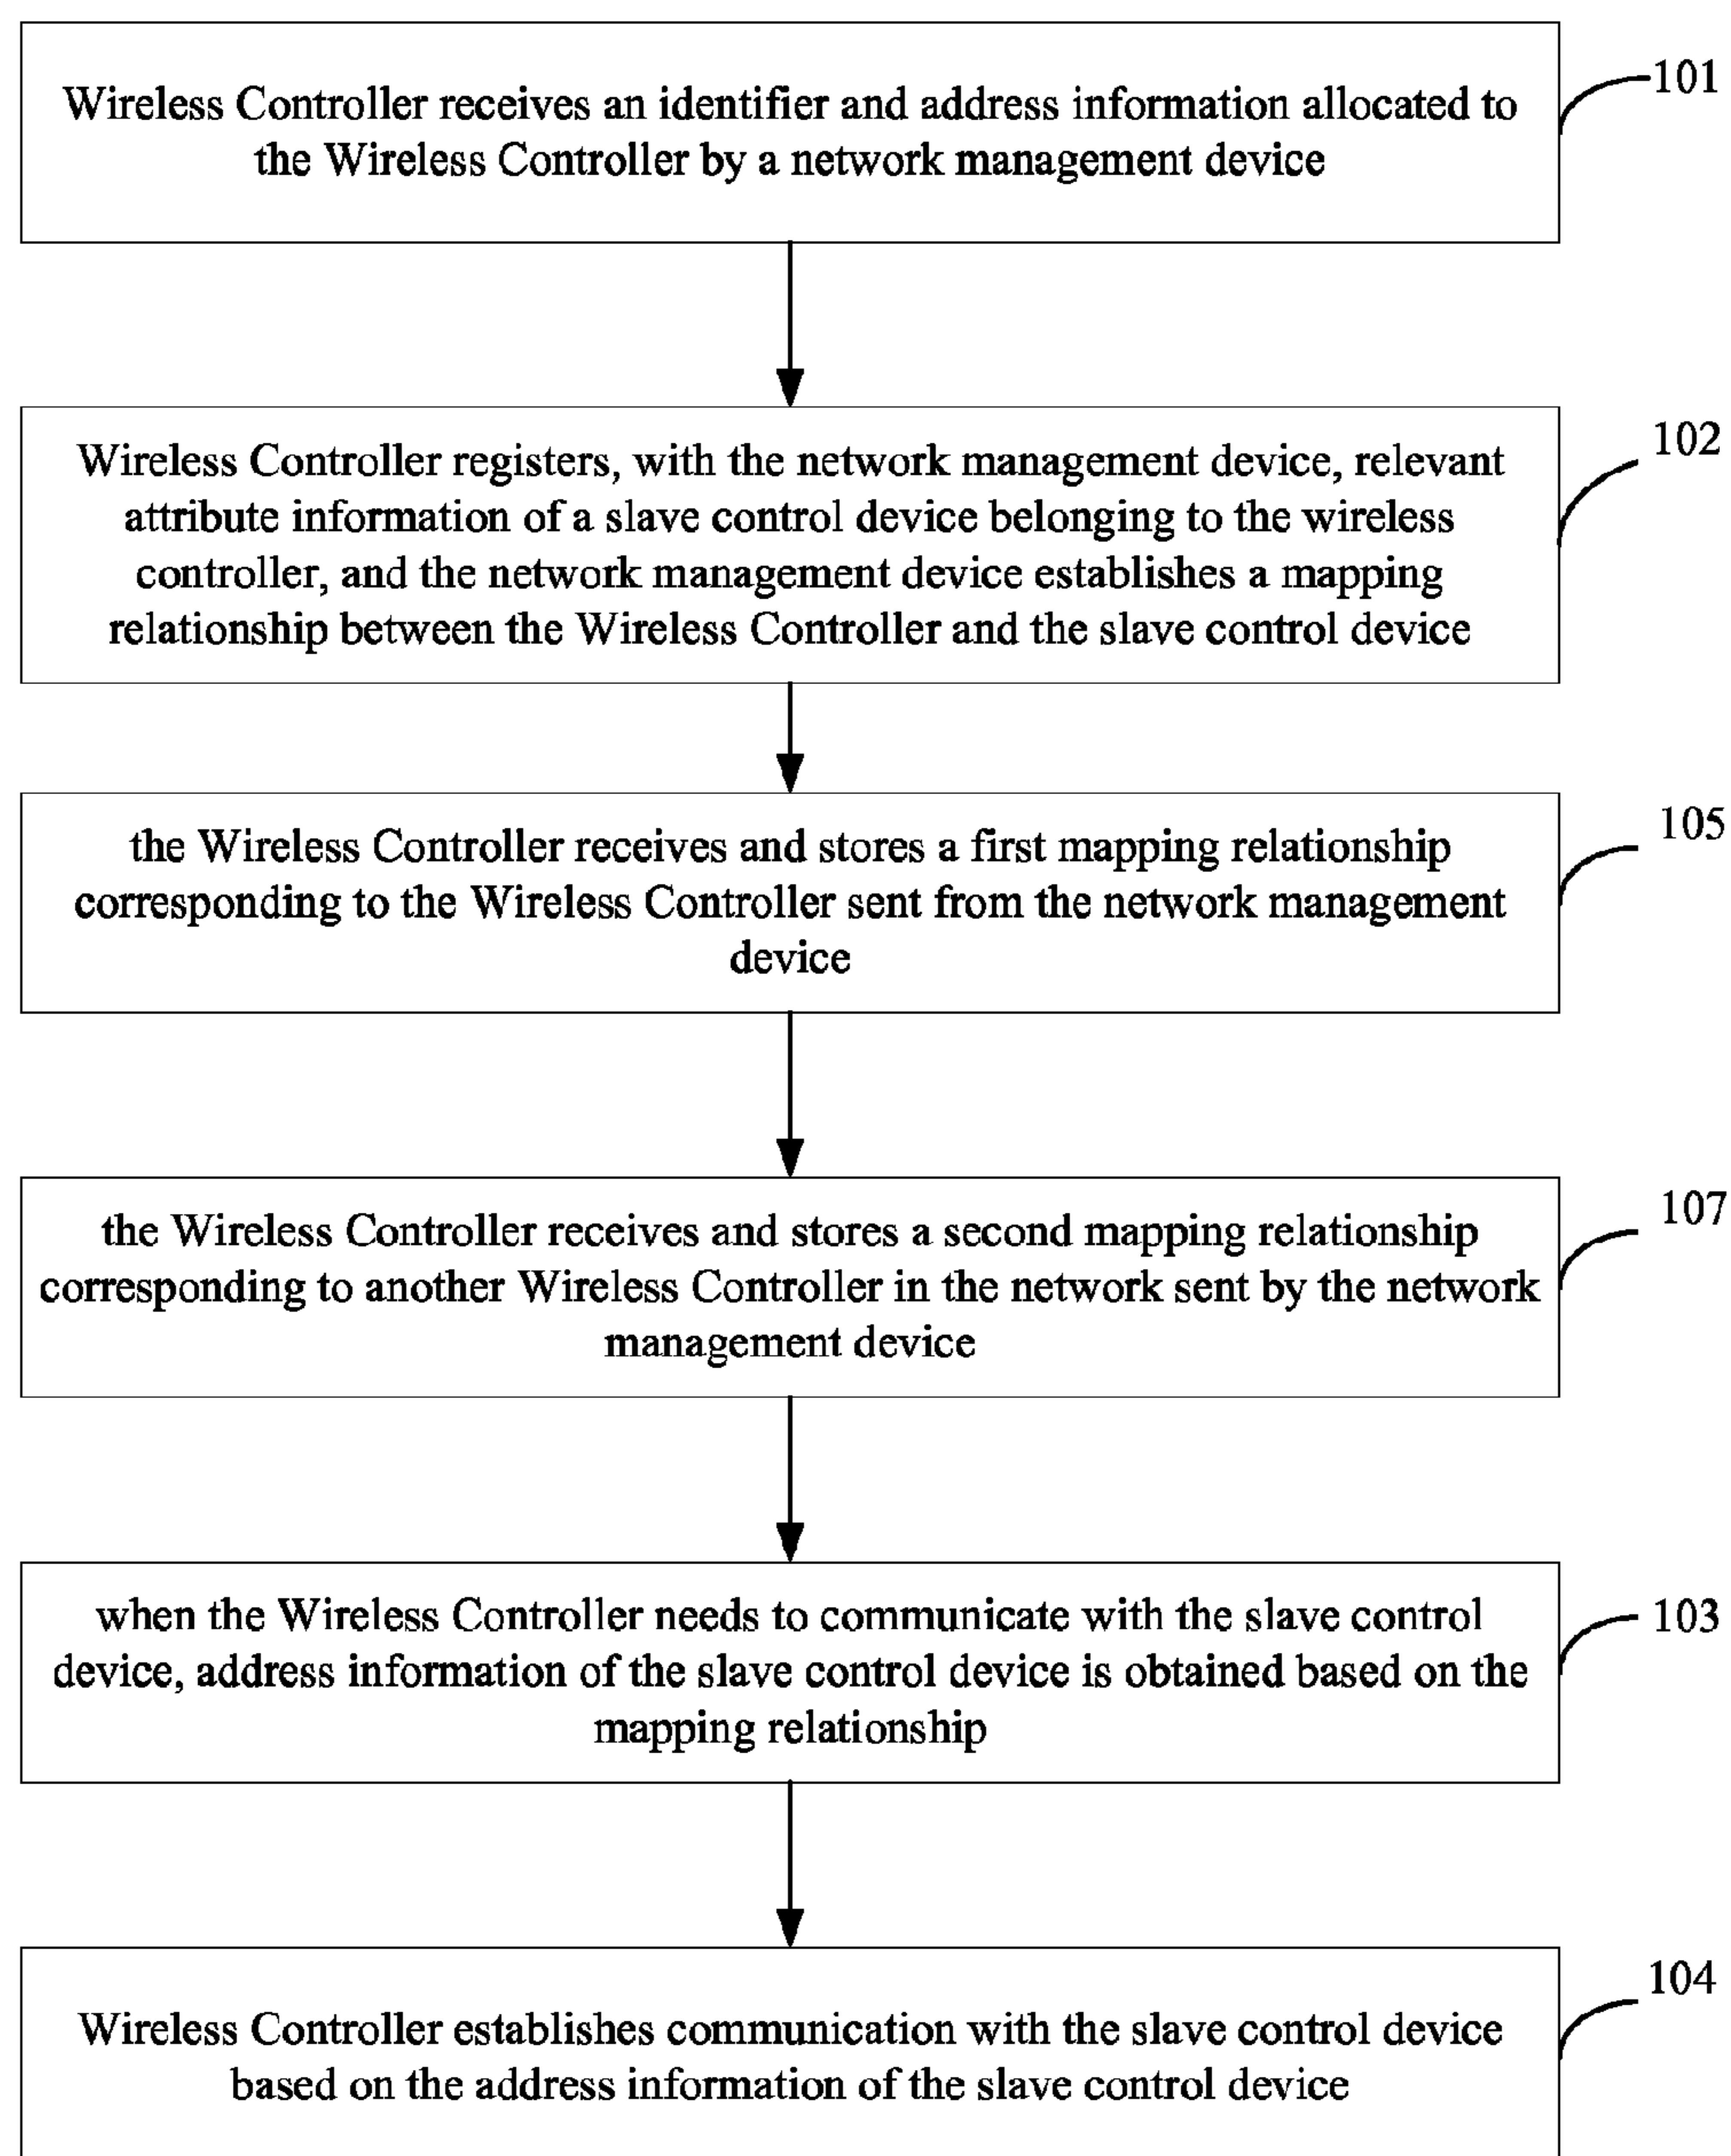 Wireless Controller receives an identifier and address information allocated to
the Wireless Controller by a network management device
101
Wireless Controller registers, with the network management device, relevant
attribute information of a slave control device belonging to the wireless
controller, and the network management device establishes a mapping
relationship between the Wireless Controller and the slave control device
102
the Wireless Controller receives and stores a first mapping relationship
corresponding to the Wireless Controller sent from the network management
device
105
the Wireless Controller receives and stores a second mapping relationship
corresponding to another Wireless Controller in the network sent by the network
management device
107
when the Wireless Controller needs to communicate with the slave control
device, address information of the slave control device is obtained based on the
mapping relationship
103
Wireless Controller establishes communication with the slave control device
based on the address information of the slave control device
104